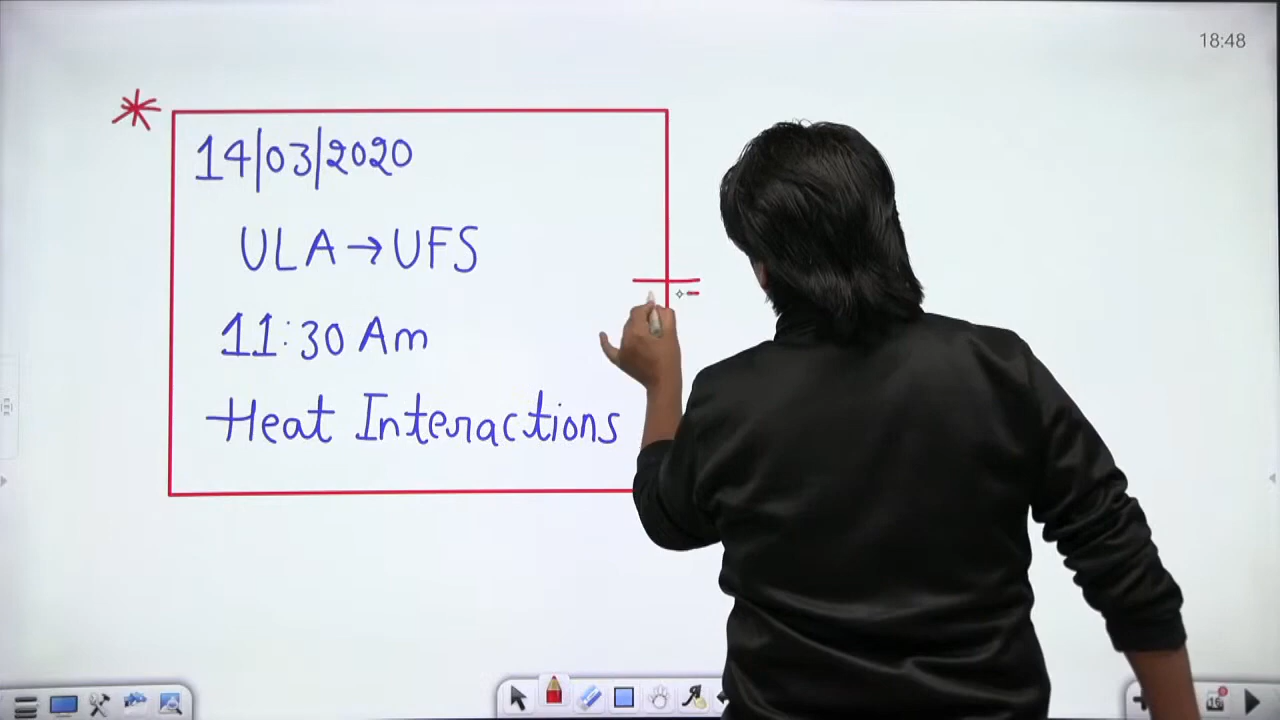 18:48
14/03/2020
ULA→UFS
11:30 Am
Heat Interactions